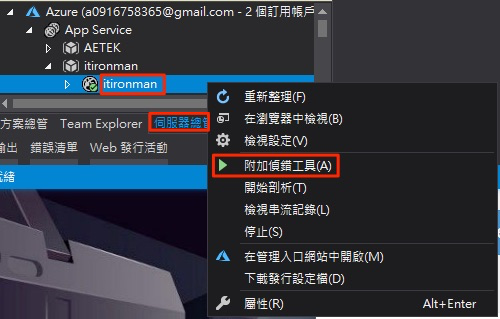 Azure (a0916758365@gmail.com - 2 個訂用帳戶
App Service
AETEK
itironman
itironman
方案總管 Team Explorer 伺服器總管
輸出 錯誤清單 Web 發行活動
就緒
重新整理(F)
在瀏覽器中檢視(B)
檢視設定(V)
附加偵錯工具(A)
開始剖析(T)
檢視串流記錄(L)
停止(S)
在管理入口網站中開啟(M)
下載發行設定檔(D)
屬性(R) Alt+Enter